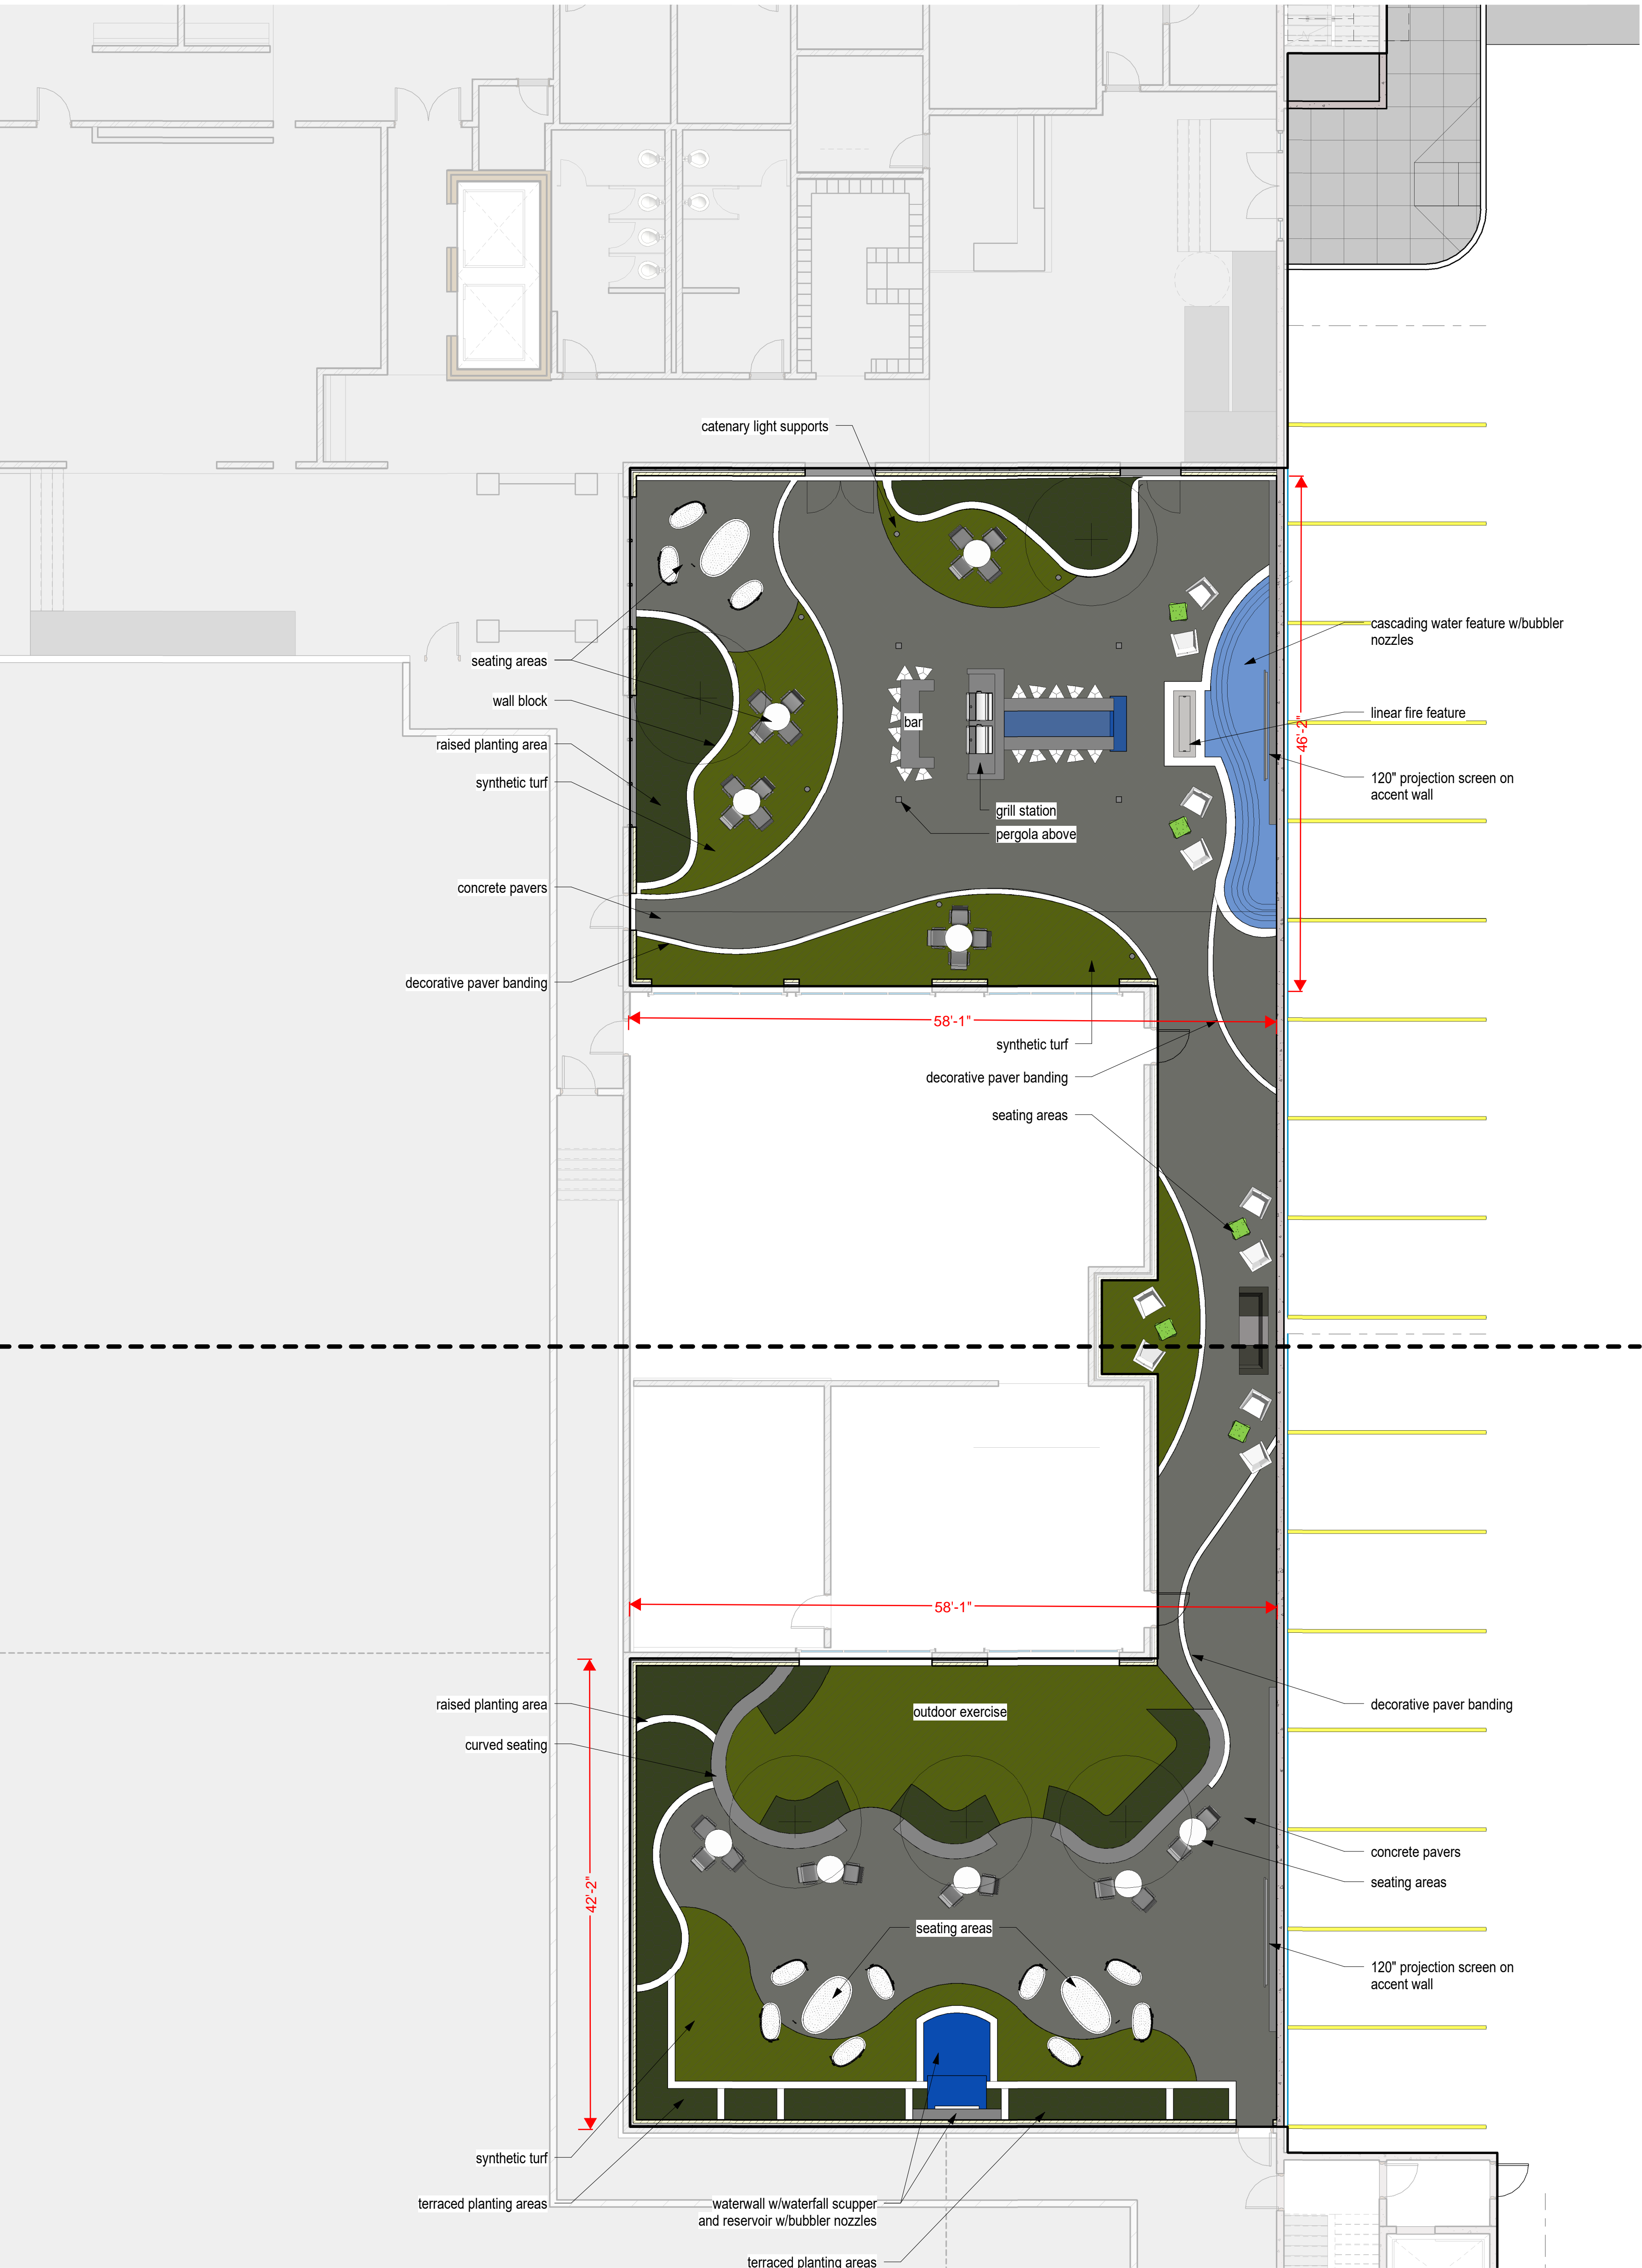 catenary light supports
cascading water feature w/bubbler
nozzles
seating areas
wall block
linear fire feature
bar
raised planting area
46'-2"
synthetic turf
120" projection screen on
accent wall
grill station
pergola above
concrete pavers
decorative paver banding
58'-1"
synthetic turf
decorative paver banding
seating areas
58'-1"
raised planting area
outdoor exercise
decorative paver banding
curved seating
concrete pavers
seating areas
42'-2"
seating areas
120" projection screen on
accent wall
synthetic turf
terraced planting areas
waterwall w/waterfall scupper
and reservoir w/bubbler nozzles
terraced planting areas